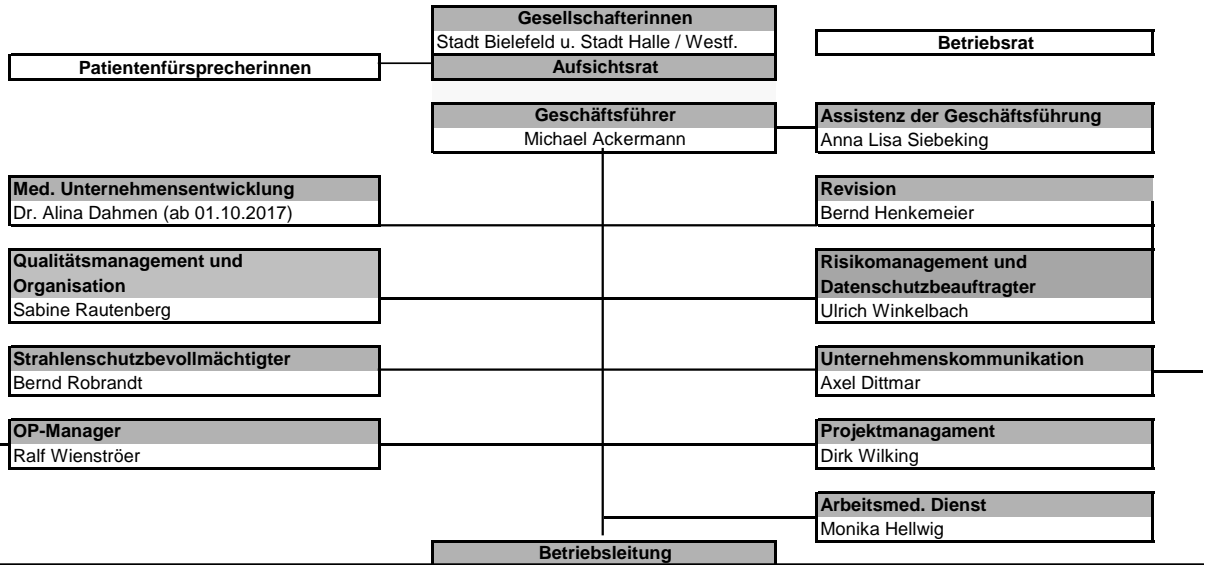 Gesellschafterinnen
Stadt Bielefeld u. Stadt Halle / Westf.
Betriebsrat
Patientenfürsprecherinnen
Aufsichtsrat
Geschäftsführer
Michael Ackermann
Assistenz der Geschäftsführung
Anna Lisa Siebeking
Med. Unternehmensentwicklung
Dr. Alina Dahmen (ab 01.10.2017)
Revision
Bernd Henkemeier
Qualitätsmanagement und
Organisation
Sabine Rautenberg
Risikomanagement und
Datenschutzbeauftragter
Ulrich Winkelbach
Strahlenschutzbevollmächtigter
Bernd Robrandt
Unternehmenskommunikation
Axel Dittmar
OP-Manager
Ralf Wienströer
Projektmanagament
Dirk Wilking
Arbeitsmed. Dienst
Monika Hellwig
Betriebsleitung